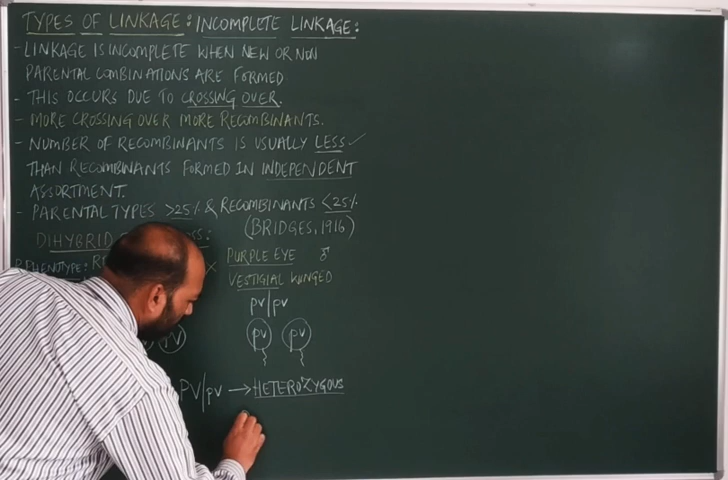 TYPES OF LINKAGE: INCOMPLETE LINKAGE:
- LINKAGE IS INCOMPLETE WHEN NEW OR NON
PARENTAL COMBINATIONS ARE FORMED.
- THIS OCCURS DUE TO CROSSING OVER.
- MORE CROSSING OVER MORE RECOMBINANTS.
- NUMBER OF RECOMBINANTS IS USUALLY LESS ✓
THAN RECOMBINANTS FORMED IN INDEPENDENT
ASSORTMENT.
- PARENTAL TYPES >25% & RECOMBINANTS <25%
(BRIDGES, 1916)
DIHYBRID
PHENOTYPE: × PURPLE EYE ♂
VESTIGIAL WINGED
pv|pv
pv pv
PV|pv → HETEROZYGOUS